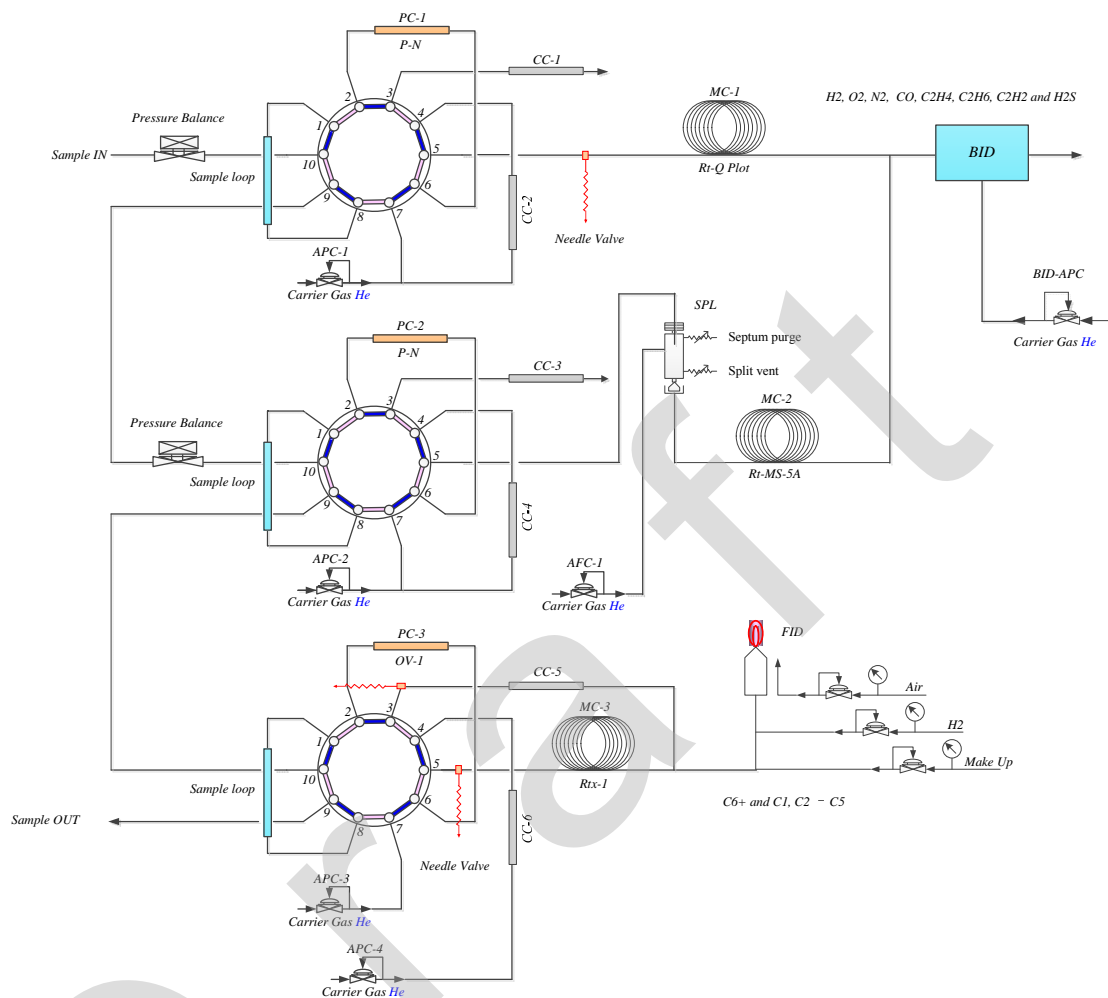 PC-1
P-N
CC-1
2
3
1
4
10
5
9
6
8
7
Pressure Balance
Sample IN
Sample loop
CC-2
APC-1
Carrier Gas He
MC-1
Rt-Q Plot
Needle Valve
H2, O2, N2, CO, C2H4, C2H6, C2H2 and H2S
BID
BID-APC
Carrier Gas He
PC-2
P-N
CC-3
2
3
1
4
10
5
9
6
8
7
Pressure Balance
Sample loop
CC-4
APC-2
Carrier Gas He
SPL
Septum purge
Split vent
MC-2
Rt-MS-5A
AFC-1
Carrier Gas He
PC-3
OV-1
CC-5
2
3
1
4
10
5
9
6
8
7
Sample loop
Sample OUT
CC-6
Needle Valve
APC-3
Carrier Gas He
APC-4
Carrier Gas He
MC-3
Rtx-1
FID
Air
H2
Make Up
C6+ and C1, C2 - C5
raft